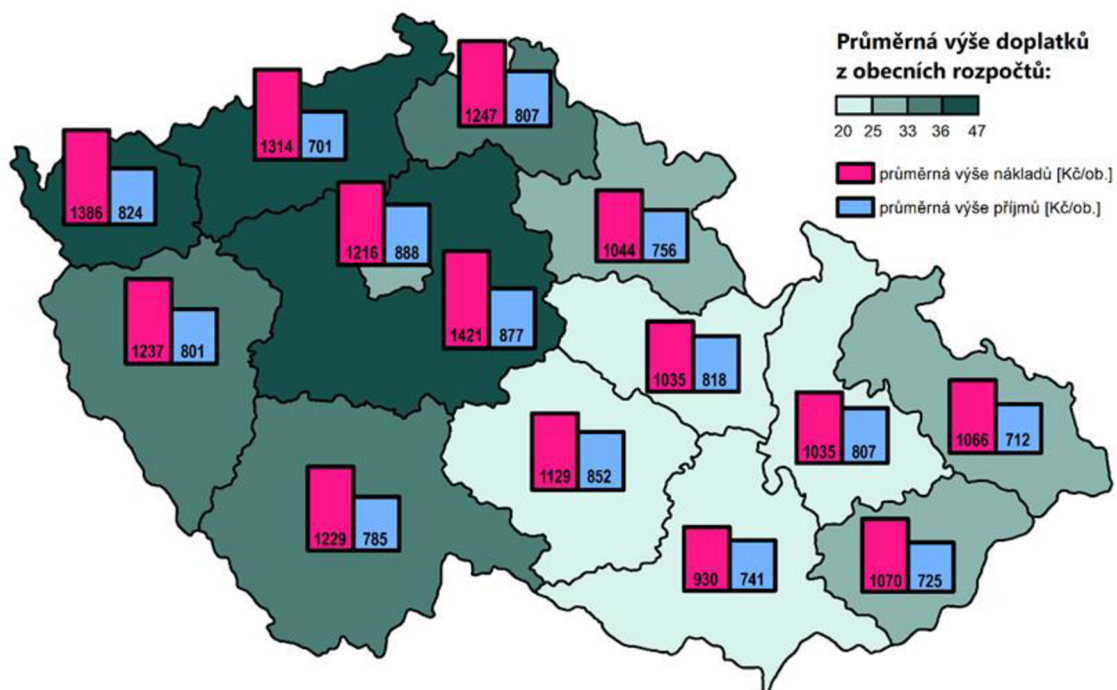 Průměrná výše doplatků
z obecních rozpočtů:
20 25 33 36 47
průměrná výše nákladů [Kč/ob.]
průměrná výše příjmů [Kč/ob.]
1247 807
1314 701
1386 824
1216 888
1044 756
1421 877
1237 801
1035 818
1066 712
1035 807
1129 852
1229 785
930 741
1070 725